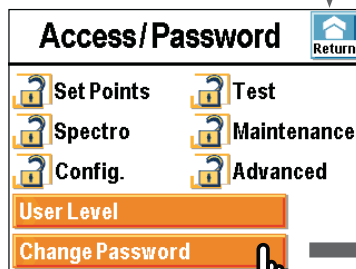 Access/Password
Return
Set Points
Test
Spectro
Maintenance
Config.
Advanced
User Level
Change Password